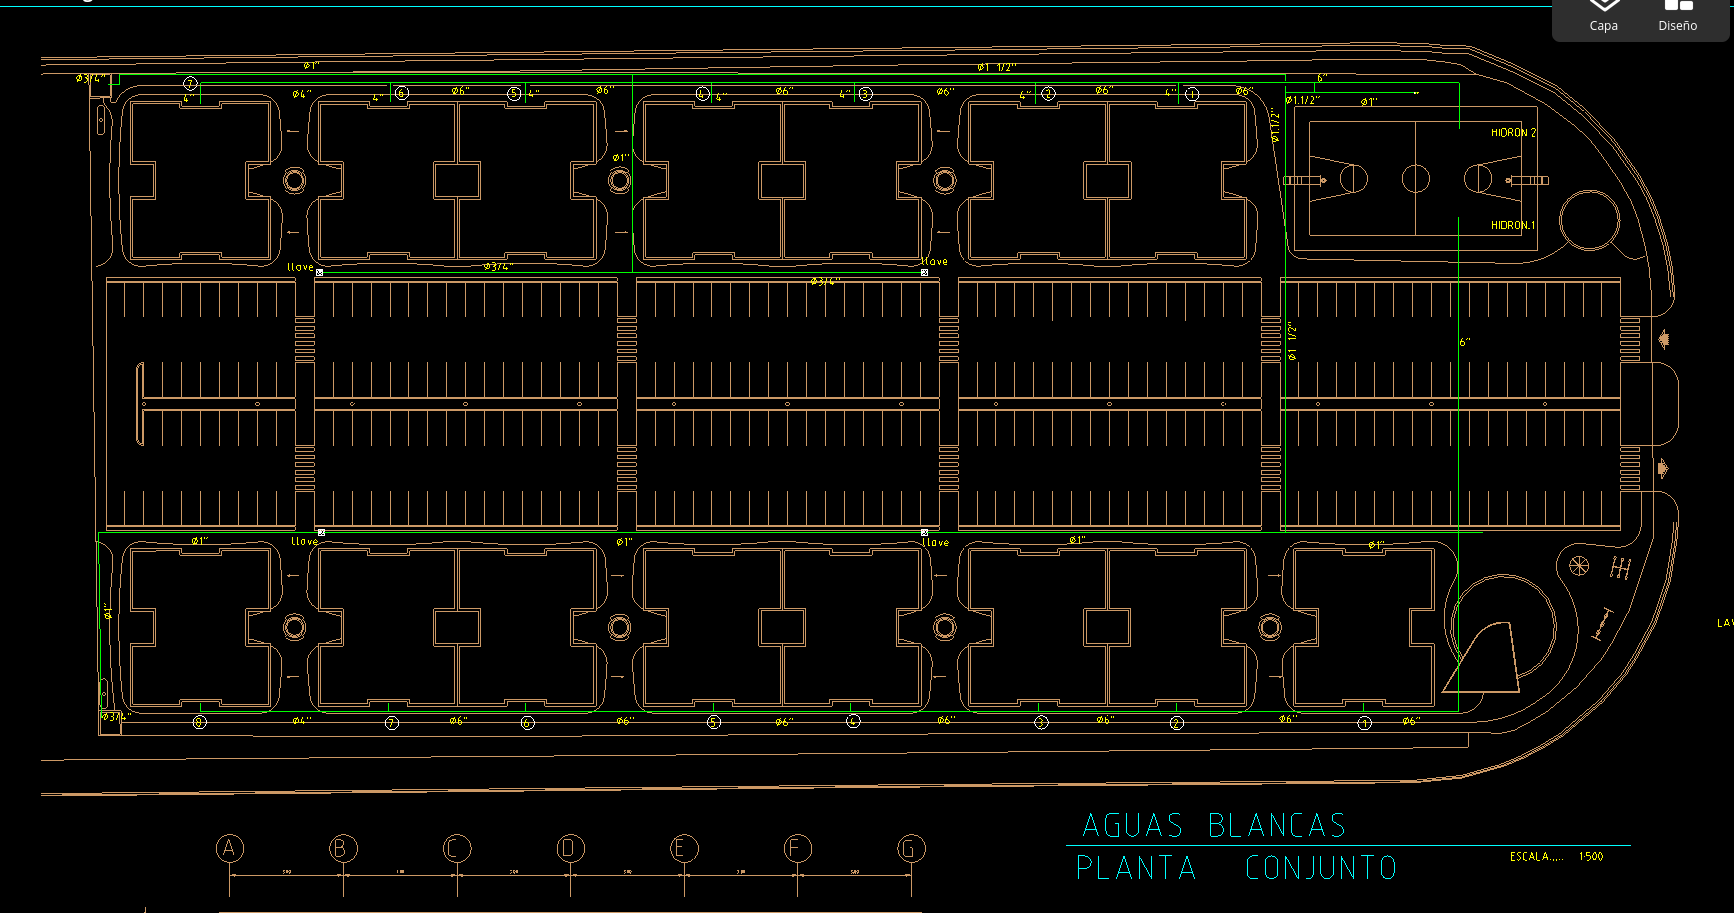 Capa Diseño
Ø1" Ø1 1/2" 6"
Ø3/4" 7 4" Ø4" 4" 6 Ø6" 5 4" Ø6" 4 4" Ø6" 4" 3 Ø6" 4" 2 Ø6" 4" 1 Ø6" Ø1.1/2" Ø1"
Ø1.1/2"
HIDRON 2
Ø1"
HIDRON.1
llave Ø3/4" llave
Ø3/4"
Ø1 1/2" 6"
Ø1" llave Ø1" llave Ø1" Ø1"
Ø1"
LAV
Ø3/4" 8 Ø4" 7 Ø6" 6 Ø6" 5 Ø6" 4 Ø6" 3 Ø6" 2 Ø6" 1 Ø6"
AGUAS BLANCAS
A B C D E F G
PLANTA CONJUNTO
ESCALA..... 1:500